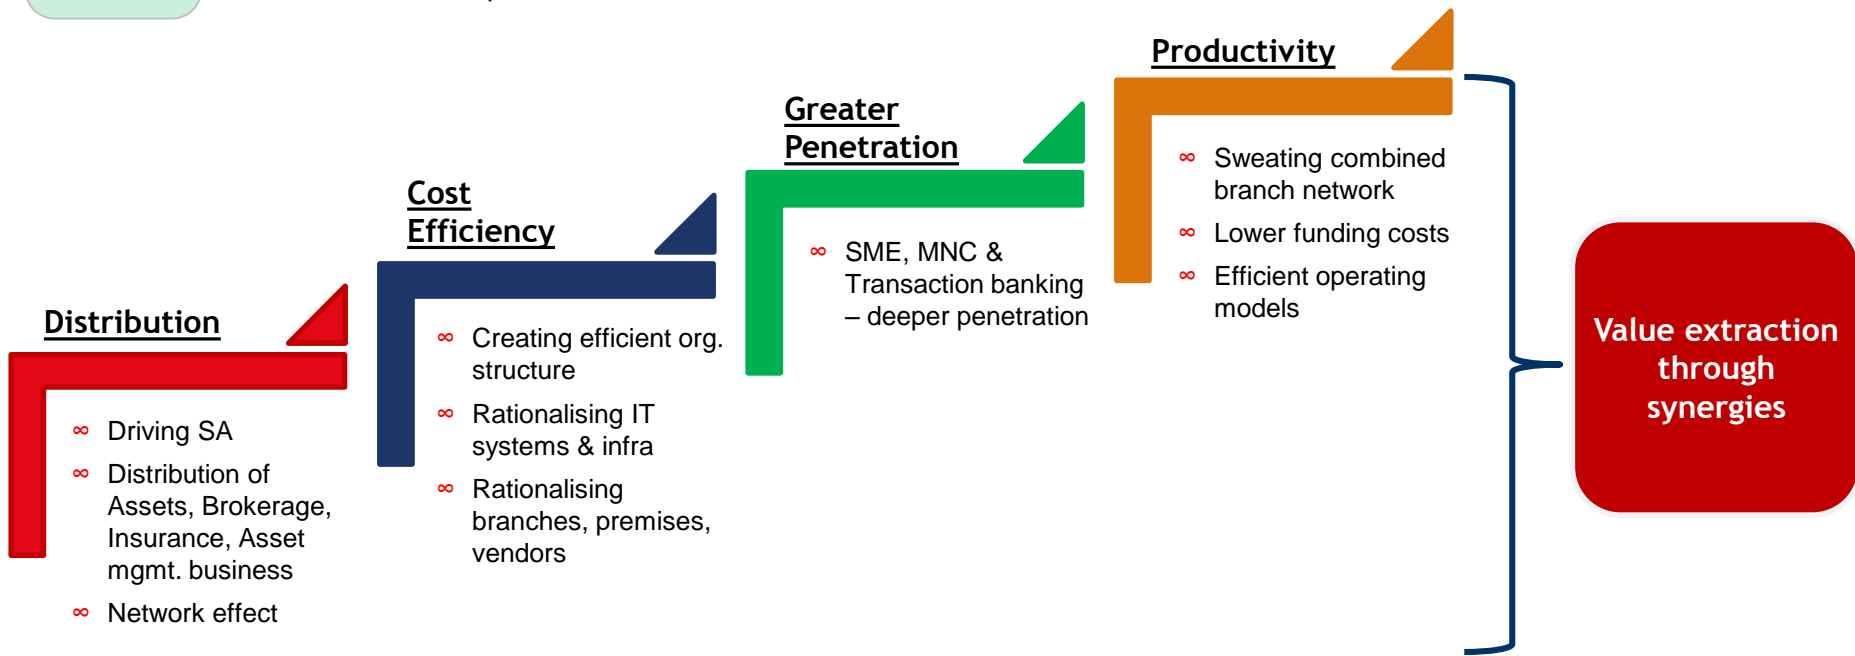 Distribution
∞ Driving SA
∞ Distribution of
Assets, Brokerage,
Insurance, Asset
mgmt. business
∞ Network effect
Cost
Efficiency
∞ Creating efficient org.
structure
∞ Rationalising IT
systems & infra
∞ Rationalising
branches, premises,
vendors
Greater
Penetration
∞ SME, MNC &
Transaction banking
– deeper penetration
Productivity
∞ Sweating combined
branch network
∞ Lower funding costs
∞ Efficient operating
models
Value extraction
through
synergies